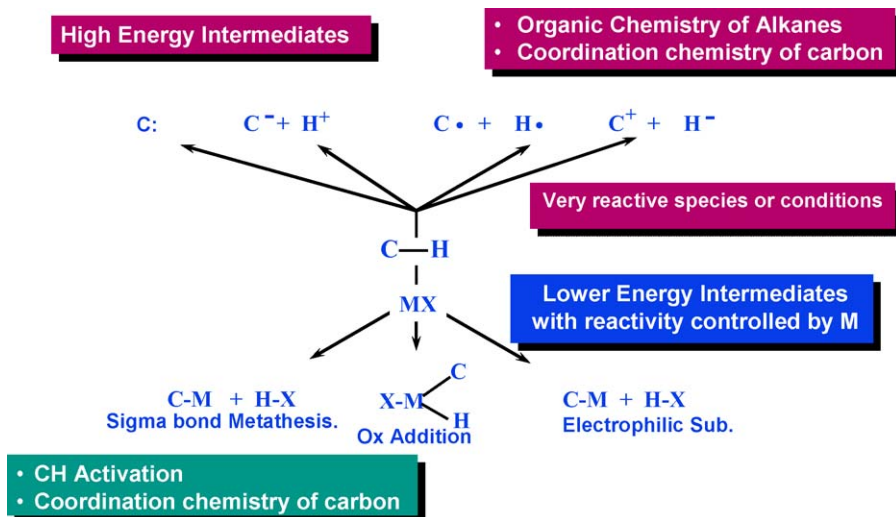 High Energy Intermediates
• Organic Chemistry of Alkanes
• Coordination chemistry of carbon
C: C⁻ + H⁺ C• + H• C⁺ + H⁻
Very reactive species or conditions
C—H
MX
Lower Energy Intermediates
with reactivity controlled by M
C
C-M + H-X X-M C-M + H-X
H
Sigma bond Metathesis. Ox Addition Electrophilic Sub.
• CH Activation
• Coordination chemistry of carbon